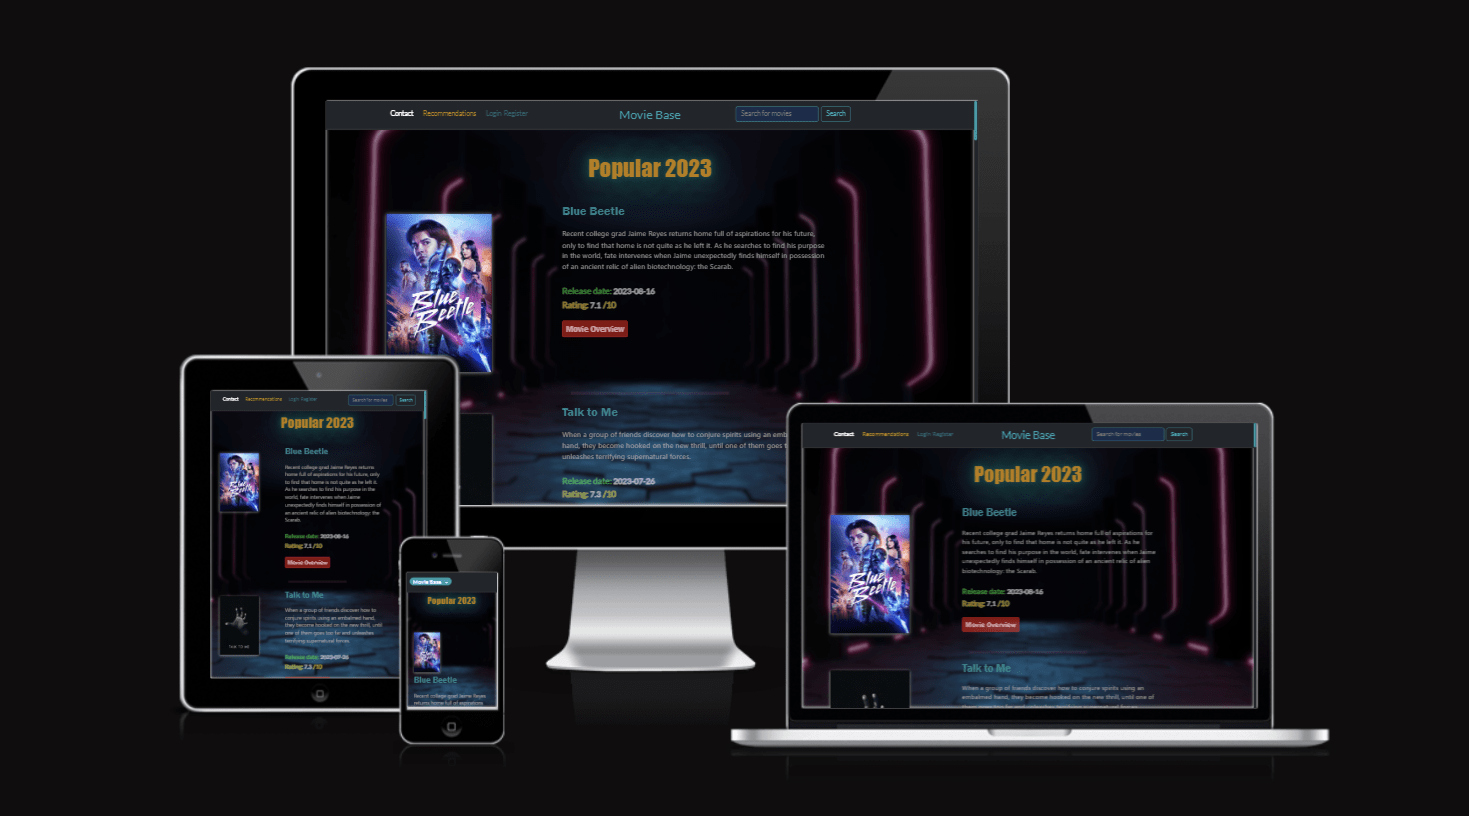 Contact Recommendations Login Register Movie Base Search for movies Search
Popular 2023
Blue Beetle
Recent college grad Jaime Reyes returns home full of aspirations for his future,
only to find that home is not quite as he left it. As he searches to find his purpose
in the world, fate intervenes when Jaime unexpectedly finds himself in possession
of an ancient relic of alien biotechnology: the Scarab.
Release date: 2023-08-16
Rating: 7.1 /10
Movie Overview
Blue
Beetle
Talk to Me
When a group of friends discover how to conjure spirits using an emb
hand, they become hooked on the new thrill, until one of them goes t
unleashes terrifying supernatural forces.
Release date: 2023-07-26
Rating: 7.3 /10
Contact Recommendations Login Register Search for movies Search
Popular 2023
Blue Beetle
Recent college grad Jaime Reyes returns
home full of aspirations for his future, only
to find that home is not quite as he left it.
As he searches to find his purpose in the
world, fate intervenes when Jaime
unexpectedly finds himself in possession of
an ancient relic of alien biotechnology: the
Scarab.
Release date: 2023-08-16
Rating: 7.1 /10
Movie Overview
Blue
Beetle
Talk to Me
When a group of friends discover how to
conjure spirits using an embalmed hand,
they become hooked on the new thrill, until
one of them goes too far and unleashes
terrifying supernatural forces.
Release date: 2023-07-26
Rating: 7.3 /10
Movie Base
Popular 2023
Blue Beetle
Recent college grad Jaime Reyes
returns home full of aspirations
Contact Recommendations Login Register Movie Base Search for movies Search
Popular 2023
Blue Beetle
Recent college grad Jaime Reyes returns home full of aspirations for
his future, only to find that home is not quite as he left it. As he
searches to find his purpose in the world, fate intervenes when Jaime
unexpectedly finds himself in possession of an ancient relic of alien
biotechnology: the Scarab.
Release date: 2023-08-16
Rating: 7.1 /10
Movie Overview
Blue
Beetle
Talk to Me
When a group of friends discover how to conjure spirits using an
embalmed hand, they become hooked on the new thrill, until one of